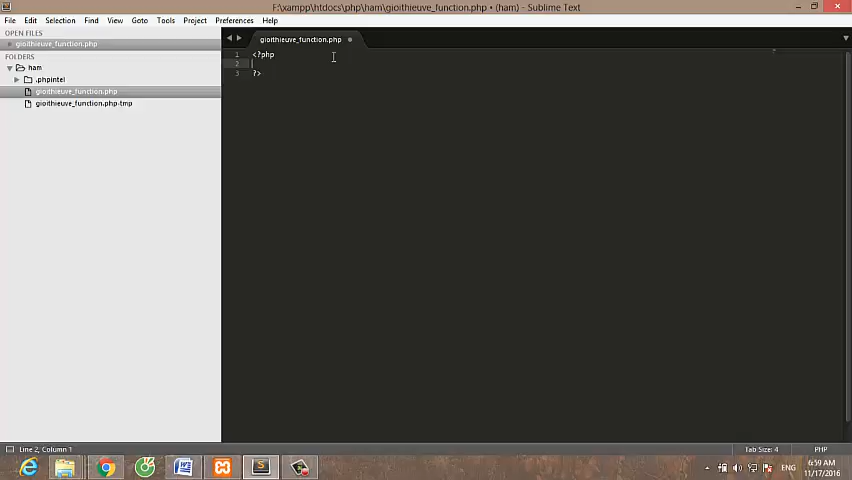 F:\xampp\htdocs\php\ham\gioithieuve_function.php • (ham) - Sublime Text
File Edit Selection Find View Goto Tools Project Preferences Help
OPEN FILES
gioithieuve_function.php
FOLDERS
ham
.phpintel
gioithieuve_function.php
gioithieuve_function.php-tmp
gioithieuve_function.php
1 <?php
2
3 ?>
Line 2, Column 1
Tab Size: 4
PHP
ENG
6:59 AM
11/17/2016